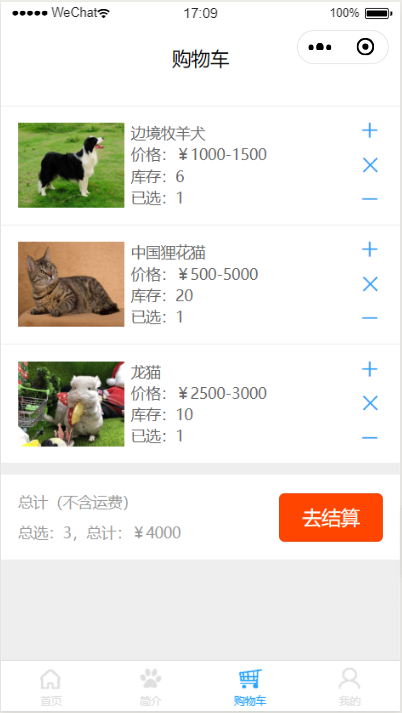 WeChat 17:09 100%
购物车
边境牧羊犬
价格：￥1000-1500
库存：6
已选：1
中国狸花猫
价格：￥500-5000
库存：20
已选：1
龙猫
价格：￥2500-3000
库存：10
已选：1
总计（不含运费）
总选：3，总计：￥4000
去结算
首页 简介 购物车 我的